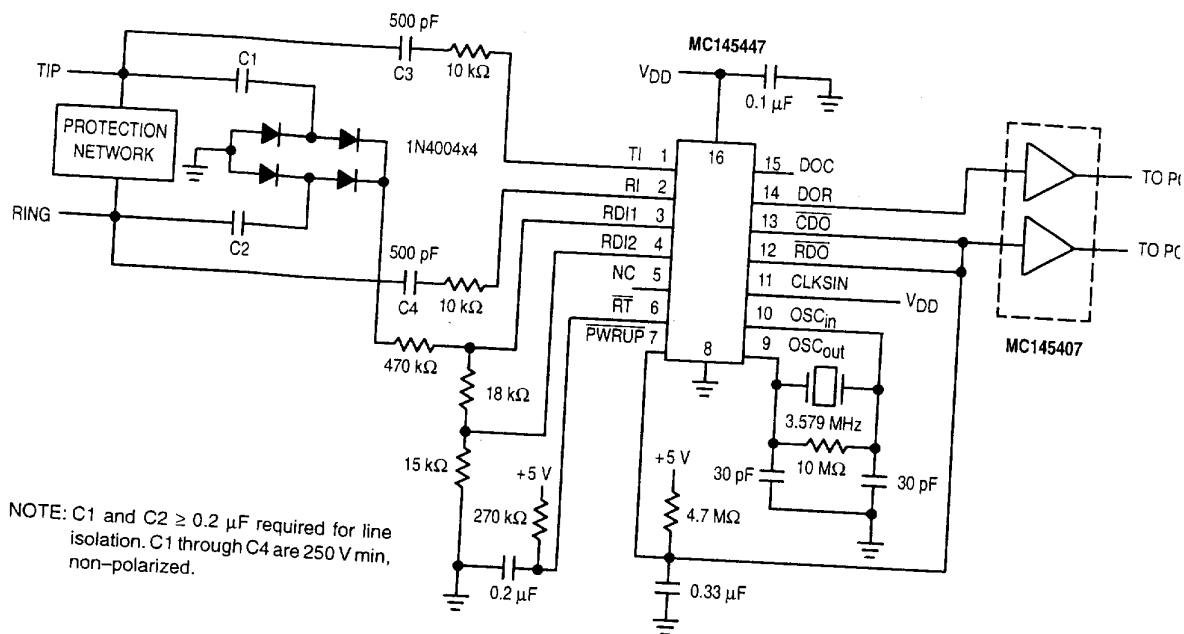 500 pF
MC145447
C1
C3
10 kΩ
VDD
0.1 µF
TIP
PROTECTION
NETWORK
1N4004x4
TI 1
16
15 DOC
RI 2
14 DOR
TO PC
RDI1 3
13 CDO
RING
C2
RDI2 4
12 RDO
TO PC
500 pF
NC 5
11 CLKSIN
VDD
C4
10 kΩ
RT 6
10 OSCin
PWRUP 7
8
9 OSCout
MC145407
470 kΩ
18 kΩ
3.579 MHz
15 kΩ
+5 V
+5 V
10 MΩ
30 pF
30 pF
270 kΩ
4.7 MΩ
NOTE: C1 and C2 ≥ 0.2 µF required for line
isolation. C1 through C4 are 250 V min,
non–polarized.
0.2 µF
0.33 µF